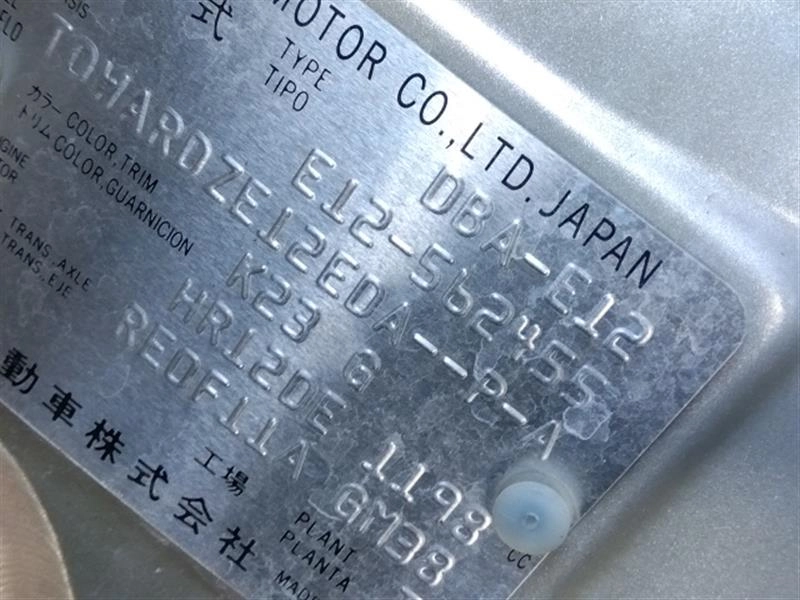 MOTOR CO.,LTD. JAPAN
式 TYPE TIPO DBA-E12
E12-562455
TDYARDZE12EDA--P-A
カラー COLOR,TRIM K23 G
トリム COLOR,GUARNICION
HR12DE 1198 CC
TRANS.,AXLE RE0F11A GM38
TRANS.,EJE
動車株式会社 工場 PLANT
PLANTA